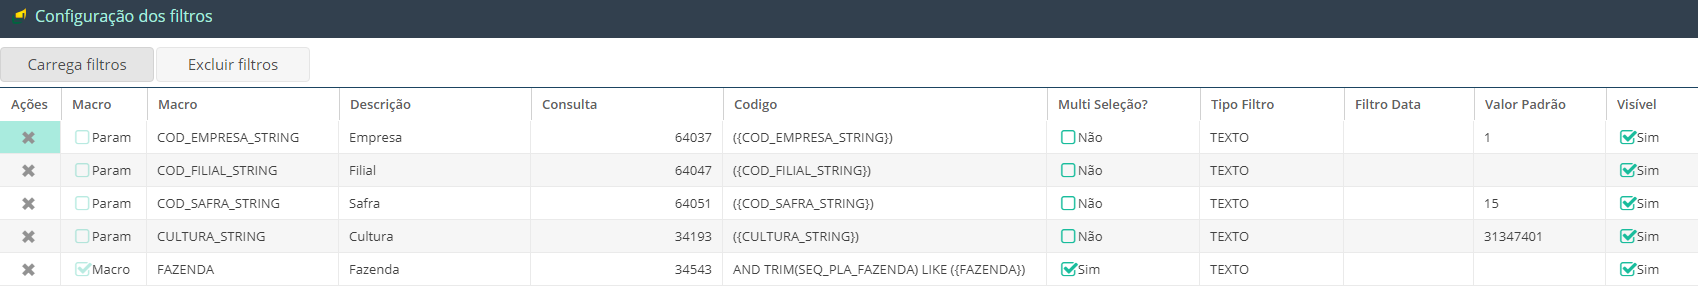 Configuração dos filtros
Carrega filtros Excluir filtros
Ações Macro Macro Descrição Consulta Codigo Multi Seleção? Tipo Filtro Filtro Data Valor Padrão Visível
Param COD_EMPRESA_STRING Empresa 64037 ({COD_EMPRESA_STRING}) Não TEXTO 1 Sim
Param COD_FILIAL_STRING Filial 64047 ({COD_FILIAL_STRING}) Não TEXTO Sim
Param COD_SAFRA_STRING Safra 64051 ({COD_SAFRA_STRING}) Não TEXTO 15 Sim
Param CULTURA_STRING Cultura 34193 ({CULTURA_STRING}) Não TEXTO 31347401 Sim
Macro FAZENDA Fazenda 34543 AND TRIM(SEQ_PLA_FAZENDA) LIKE ({FAZENDA}) Sim TEXTO Sim